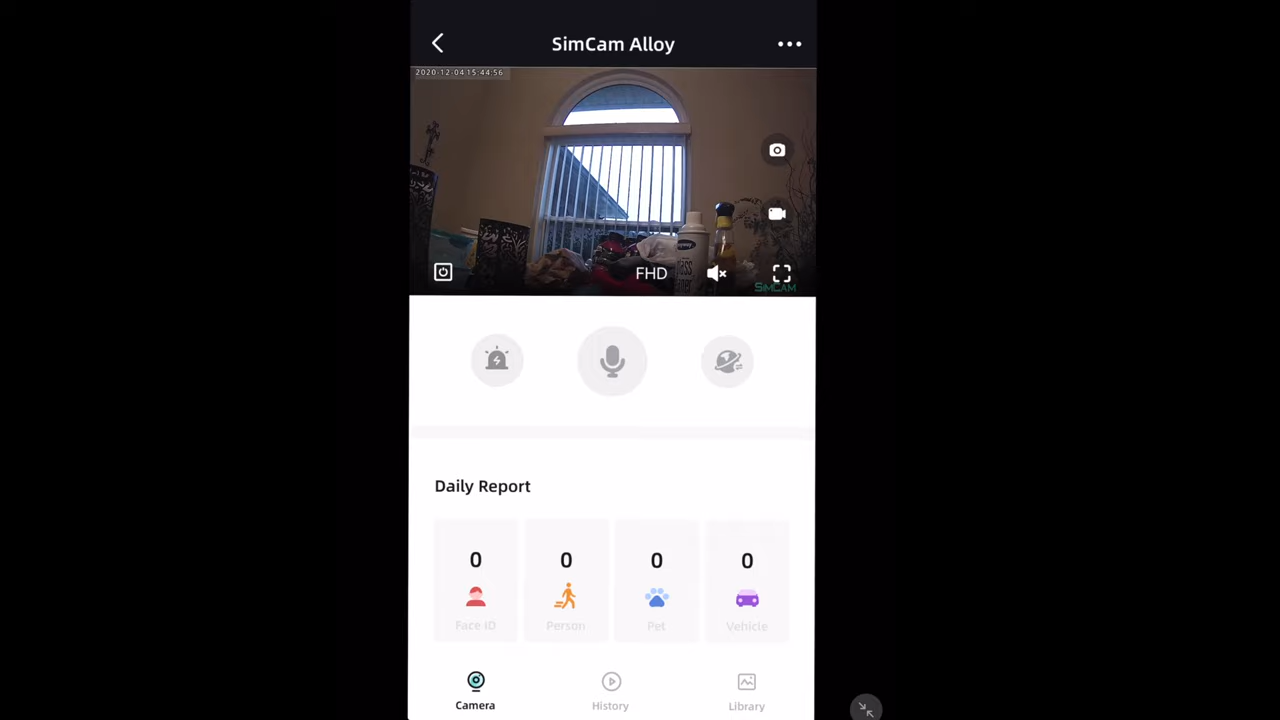 SimCam Alloy
2020-12-04 15:44:56
FHD
SIMCAM
Daily Report
0
0
0
0
Face ID
Person
Pet
Vehicle
Camera
History
Library